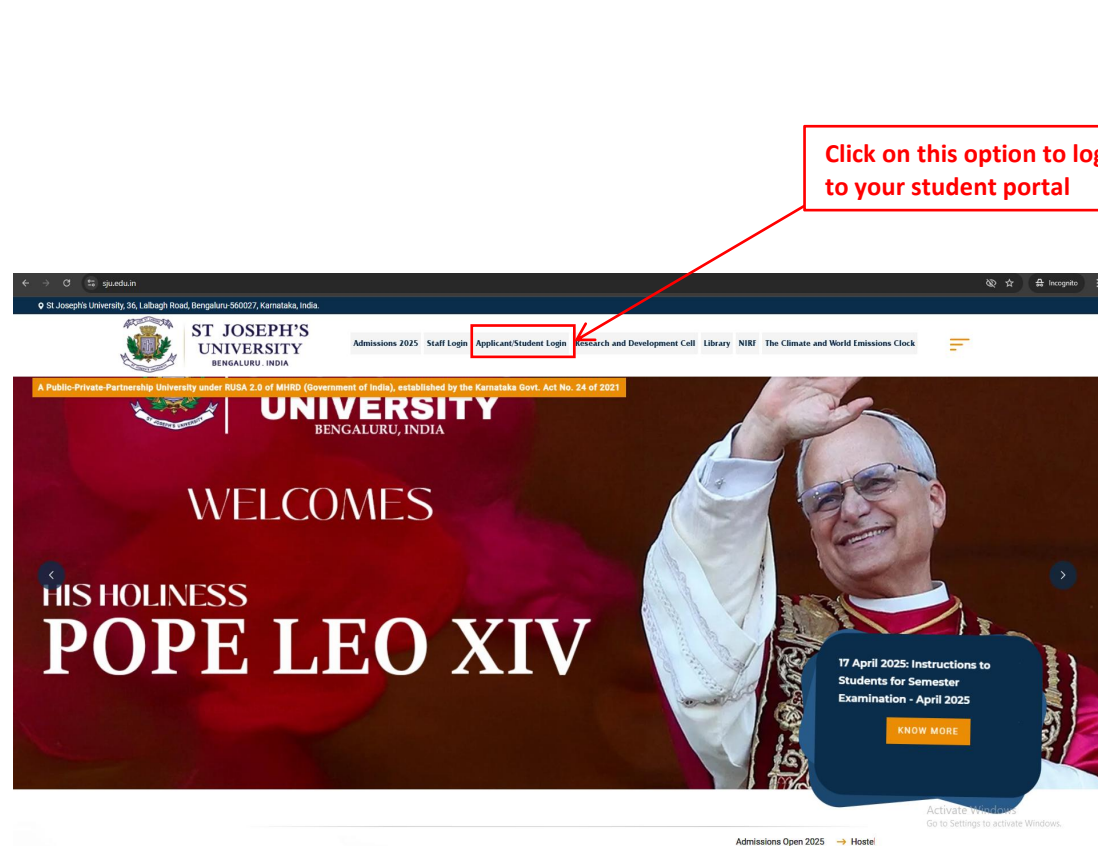 Click on this option to log
to your student portal
sju.edu.in
Incognito
St Joseph's University, 36, Lalbagh Road, Bengaluru-560027, Karnataka, India.
ST JOSEPH'S
UNIVERSITY
BENGALURU. INDIA
Admissions 2025 Staff Login Applicant/Student Login Research and Development Cell Library NIRF The Climate and World Emissions Clock
A Public-Private-Partnership University under RUSA 2.0 of MHRD (Government of India), established by the Karnataka Govt. Act No. 24 of 2021
UNIVERSITY
BENGALURU, INDIA
WELCOMES
HIS HOLINESS
POPE LEO XIV
17 April 2025: Instructions to
Students for Semester
Examination - April 2025
KNOW MORE
Activate Windows
Go to Settings to activate Windows.
Admissions Open 2025 → Hostel